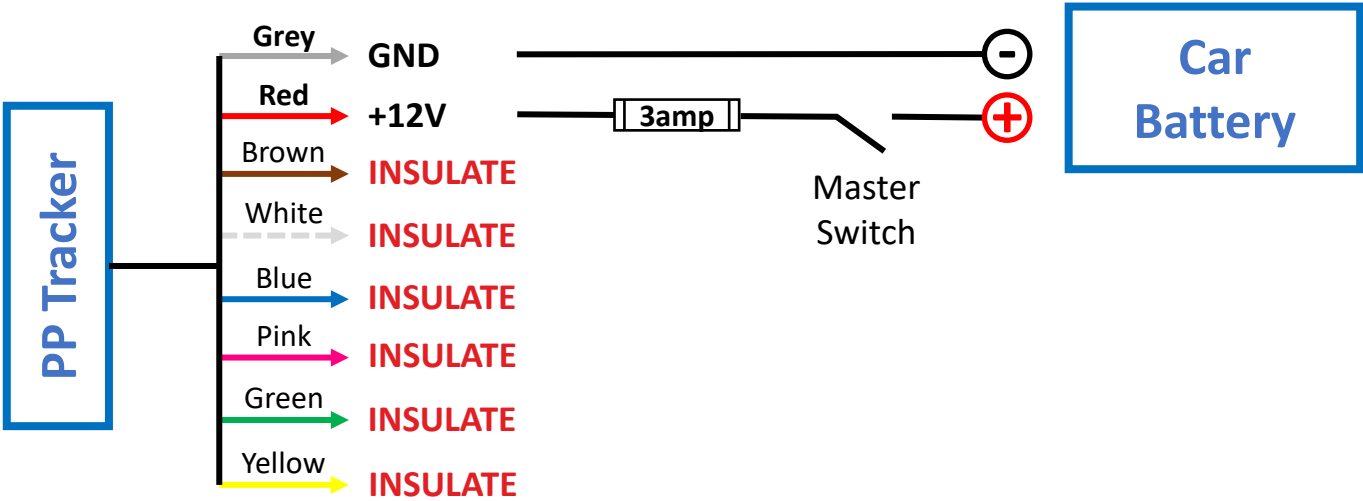 Grey
GND
-
Car
Battery
Red
+12V
3amp
+
Brown
INSULATE
Master
Switch
White
INSULATE
PP Tracker
Blue
INSULATE
Pink
INSULATE
Green
INSULATE
Yellow
INSULATE